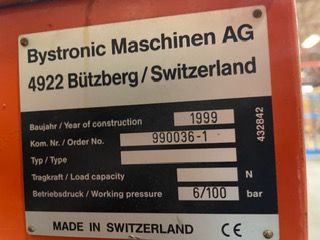 Bystronic Maschinen AG
4922 Bützberg/Switzerland
Baujahr / Year of construction 1999
Kom. Nr. / Order No. 990036-1
Typ / Type
Tragkraft / Load capacity N
Betriebsdruck / Working pressure 6/100 bar
432842
MADE IN SWITZERLAND CE